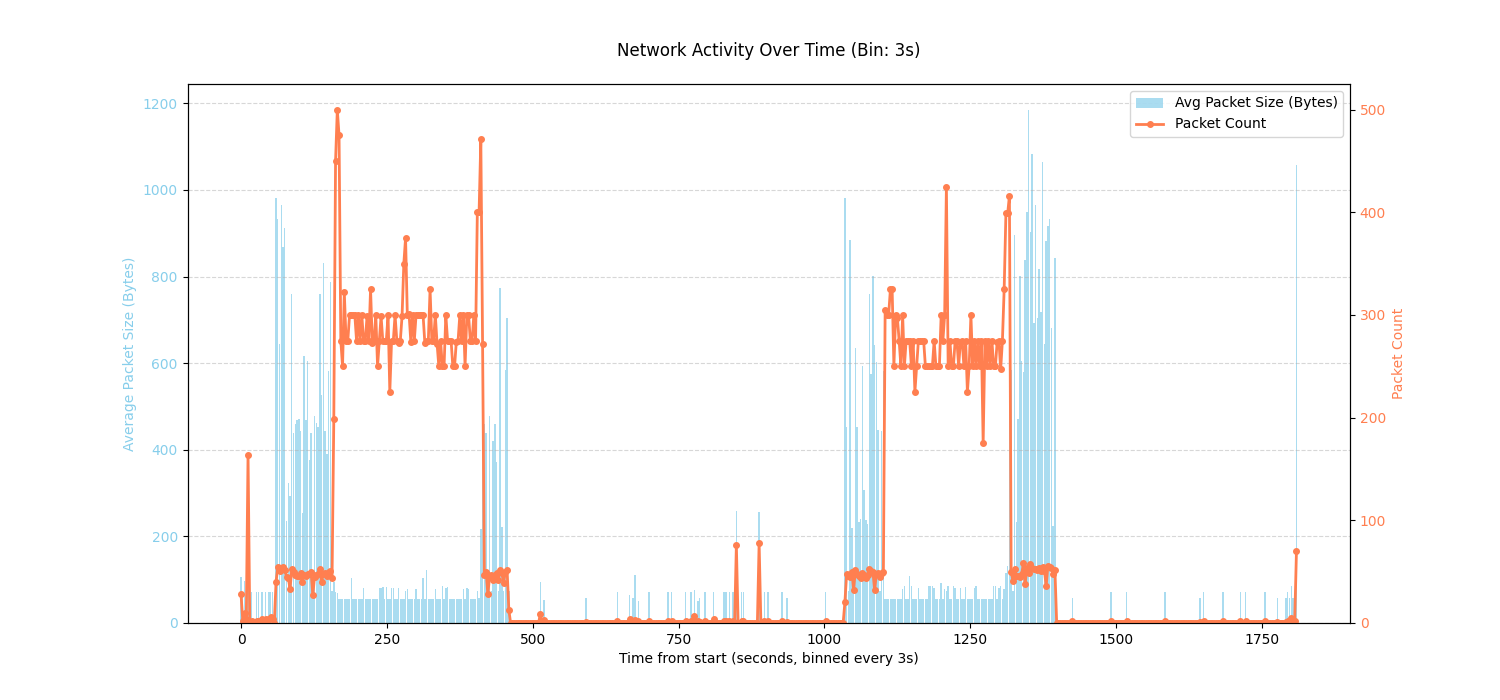 Network Activity Over Time (Bin: 3s)
Avg Packet Size (Bytes)
Packet Count
Average Packet Size (Bytes)
1200
1000
800
600
400
200
0
Packet Count
500
400
300
200
100
0
0 250 500 750 1000 1250 1500 1750
Time from start (seconds, binned every 3s)